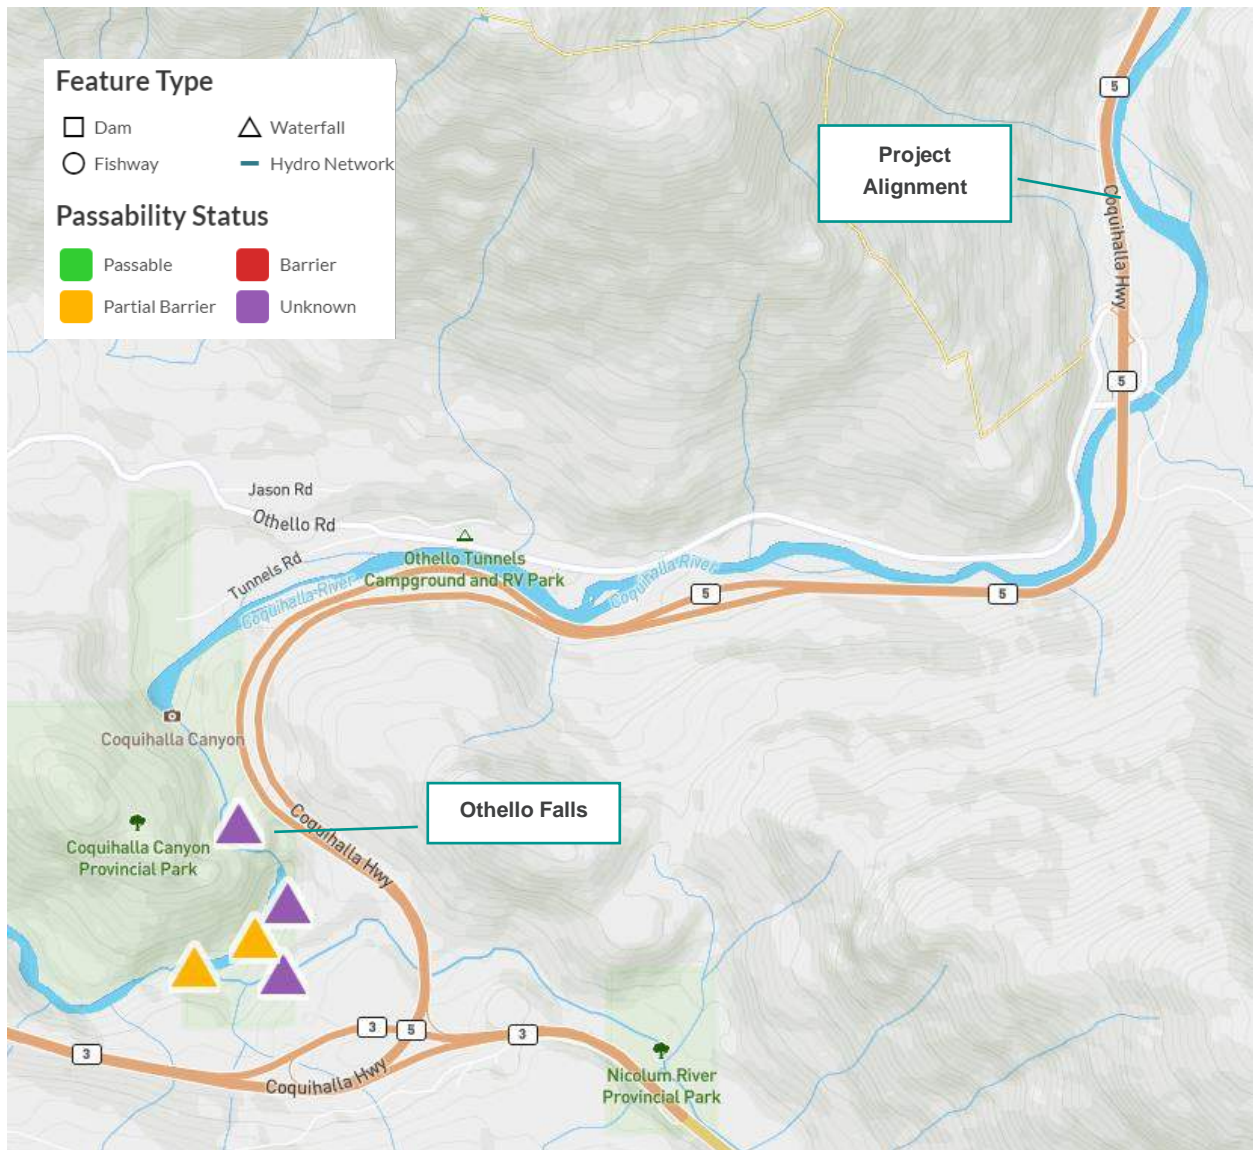 Feature Type
Dam
Waterfall
Fishway
Hydro Network
Passability Status
Passable
Barrier
Partial Barrier
Unknown
5
Project
Alignment
Coquihalla Hwy
5
Jason Rd
Othello Rd
Tunnels Rd
Othello Tunnels
Campground and RV Park
Coquihalla River
Coquihalla River
5
5
Coquihalla Canyon
Othello Falls
Coquihalla Hwy
Coquihalla Canyon
Provincial Park
3
5
3
3
Coquihalla Hwy
Nicolum River
Provincial Park